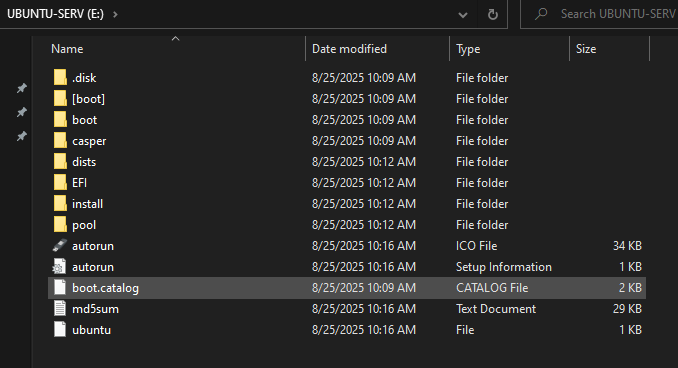 UBUNTU-SERV (E:) Search UBUNTU-SERV
Name Date modified Type Size
.disk 8/25/2025 10:09 AM File folder
[boot] 8/25/2025 10:09 AM File folder
boot 8/25/2025 10:09 AM File folder
casper 8/25/2025 10:09 AM File folder
dists 8/25/2025 10:12 AM File folder
EFI 8/25/2025 10:12 AM File folder
install 8/25/2025 10:12 AM File folder
pool 8/25/2025 10:12 AM File folder
autorun 8/25/2025 10:16 AM ICO File 34 KB
autorun 8/25/2025 10:16 AM Setup Information 1 KB
boot.catalog 8/25/2025 10:09 AM CATALOG File 2 KB
md5sum 8/25/2025 10:16 AM Text Document 29 KB
ubuntu 8/25/2025 10:16 AM File 1 KB